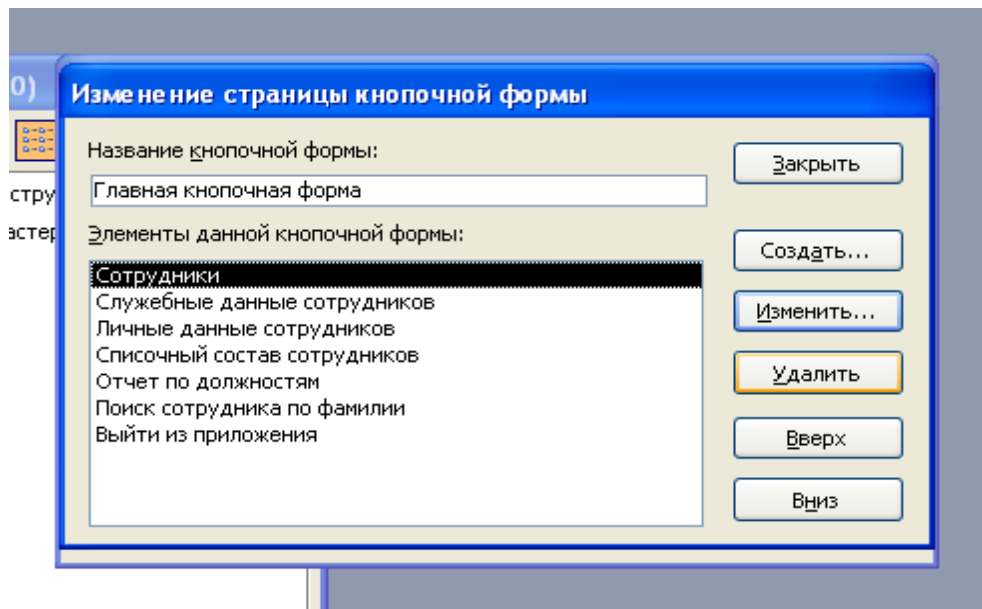 0)
Изменение страницы кнопочной формы
Название кнопочной формы:
Закрыть
стру
Главная кнопочная форма
астер
Элементы данной кнопочной формы:
Создать...
Сотрудники
Служебные данные сотрудников
Изменить...
Личные данные сотрудников
Списочный состав сотрудников
Удалить
Отчет по должностям
Поиск сотрудника по фамилии
Вверх
Выйти из приложения
Вниз